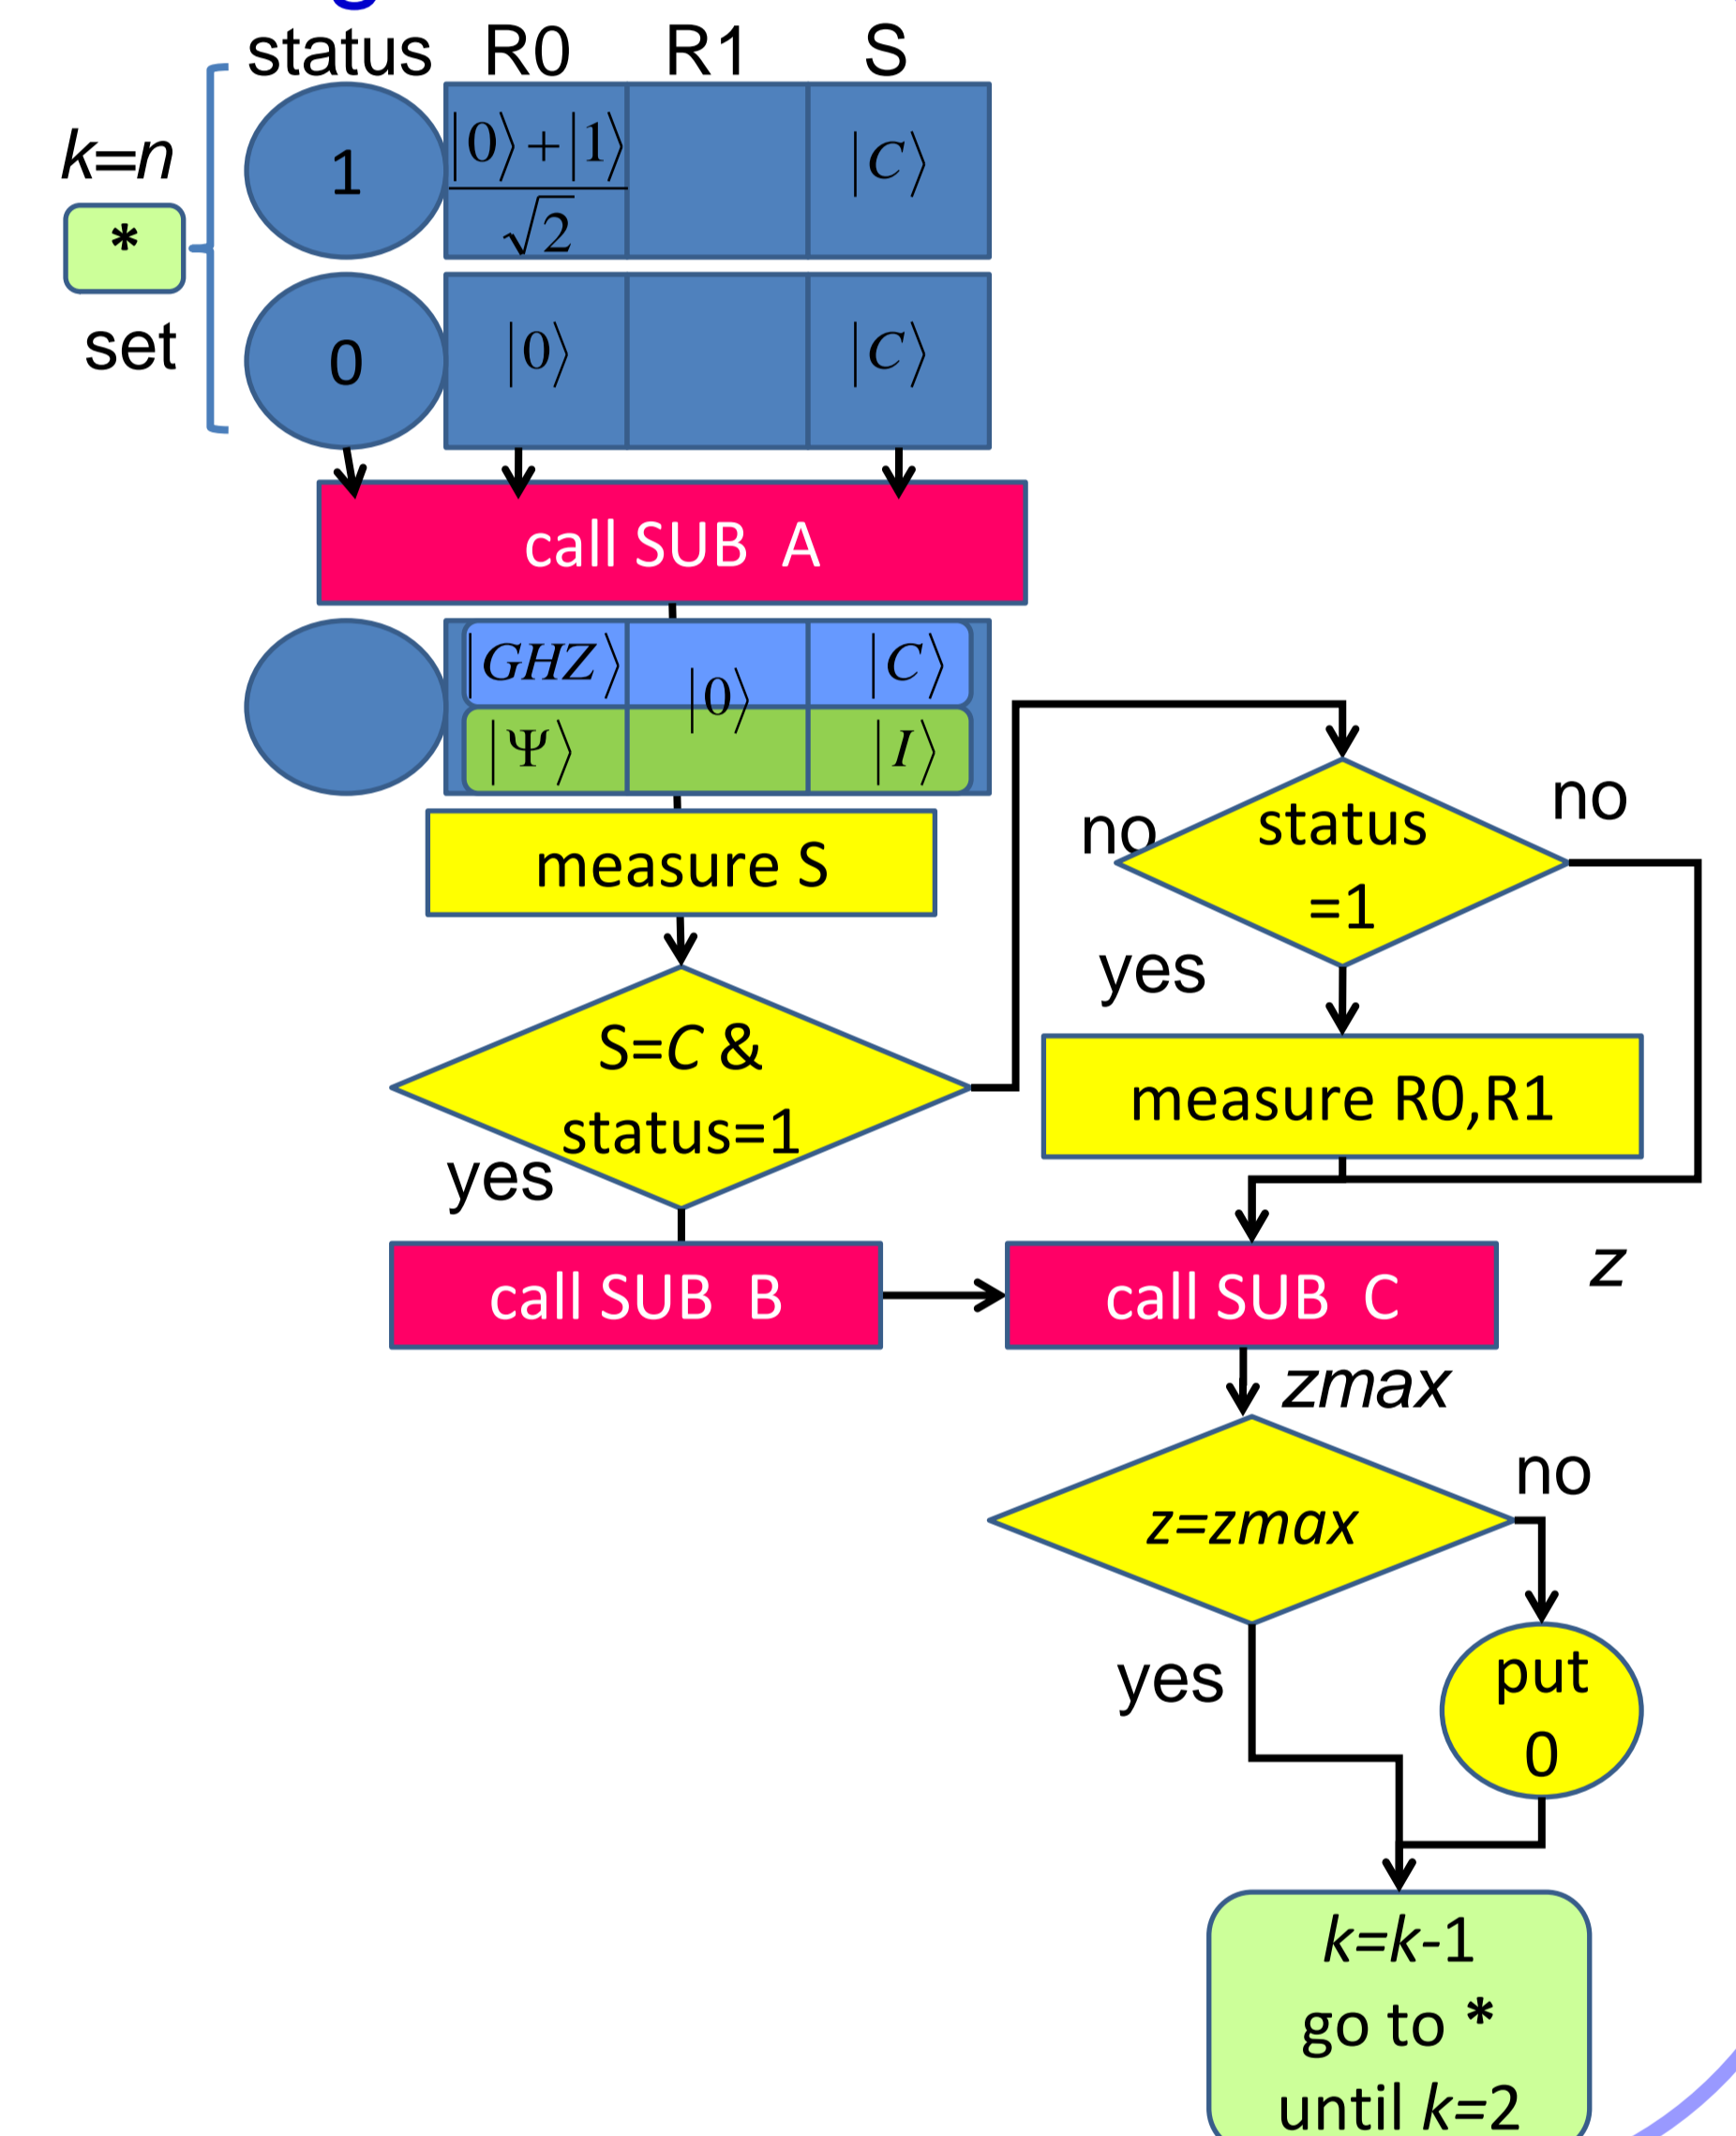 status R0 R1 S
k=n
*
set
1 |0⟩+|1⟩/√2 |C⟩
0 |0⟩ |C⟩
call SUB A
|GHZ⟩ |0⟩ |C⟩
|Ψ⟩ |I⟩
measure S
S=C &
status=1
yes
no
status
=1
no
yes
measure R0,R1
call SUB B
call SUB C
z
zmax
z=zmax
no
yes
put
0
k=k-1
go to *
until k=2